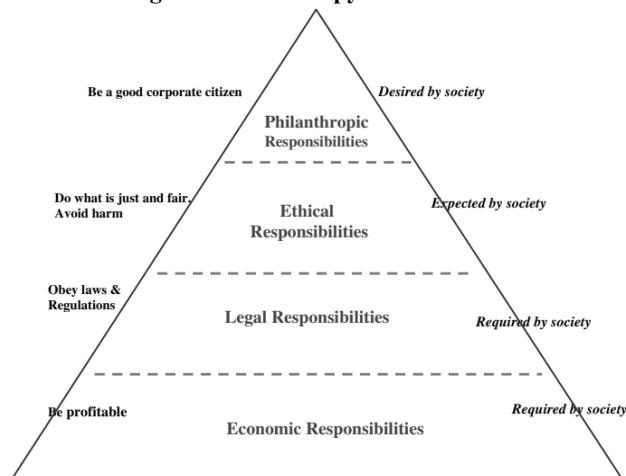 Be a good corporate citizen
Desired by society
Philanthropic
Responsibilities
Do what is just and fair,
Avoid harm
Expected by society
Ethical
Responsibilities
Obey laws &
Regulations
Legal Responsibilities
Required by society
Be profitable
Required by society
Economic Responsibilities